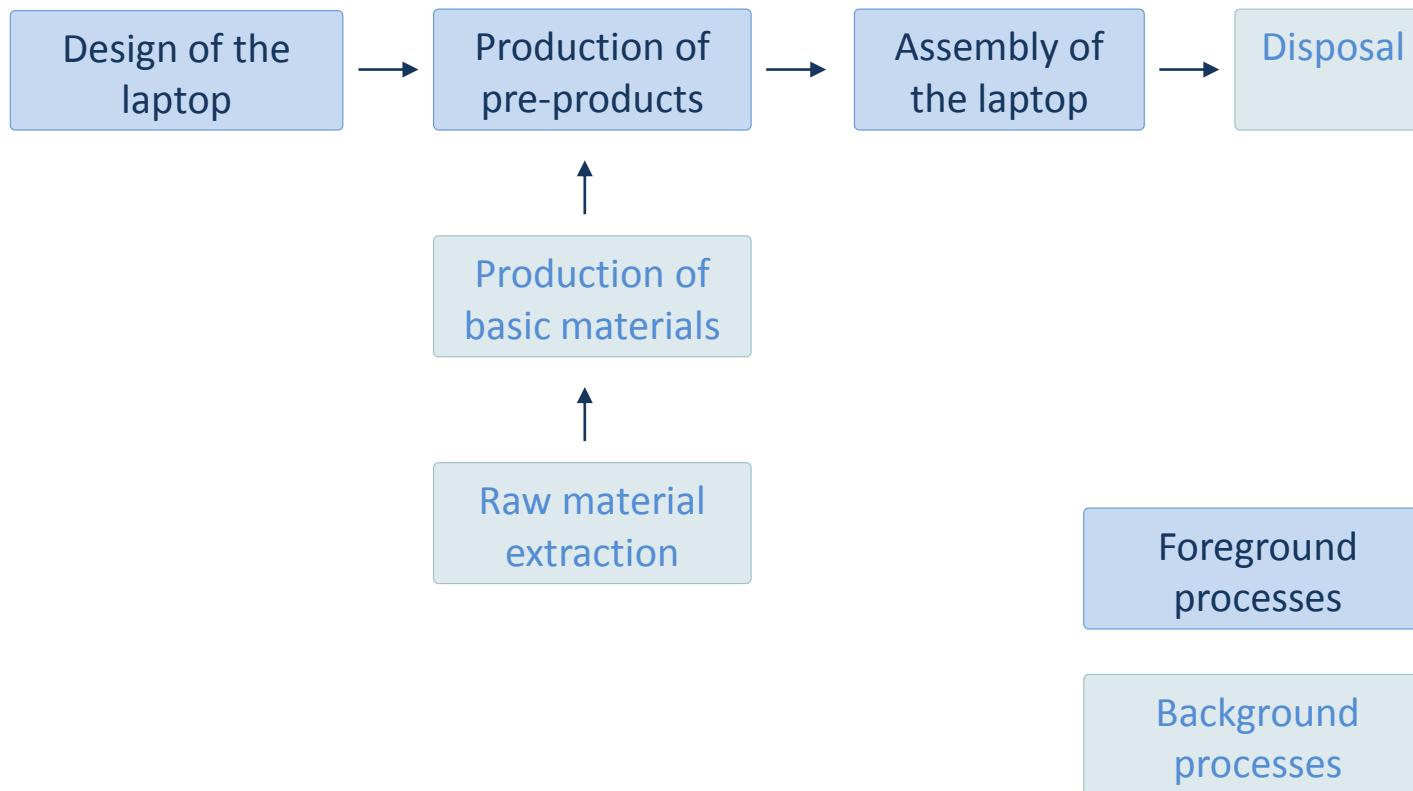 Design of the
laptop
Production of
pre-products
Assembly of
the laptop
Disposal
Production of
basic materials
Raw material
extraction
Foreground
processes
Background
processes